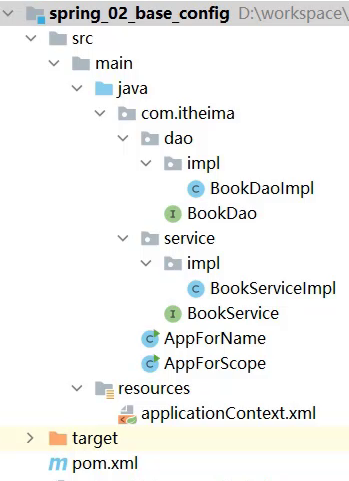 spring_02_base_config D:\workspace\
src
main
java
com.itheima
dao
impl
BookDaoImpl
BookDao
service
impl
BookServiceImpl
BookService
AppForName
AppForScope
resources
applicationContext.xml
target
pom.xml